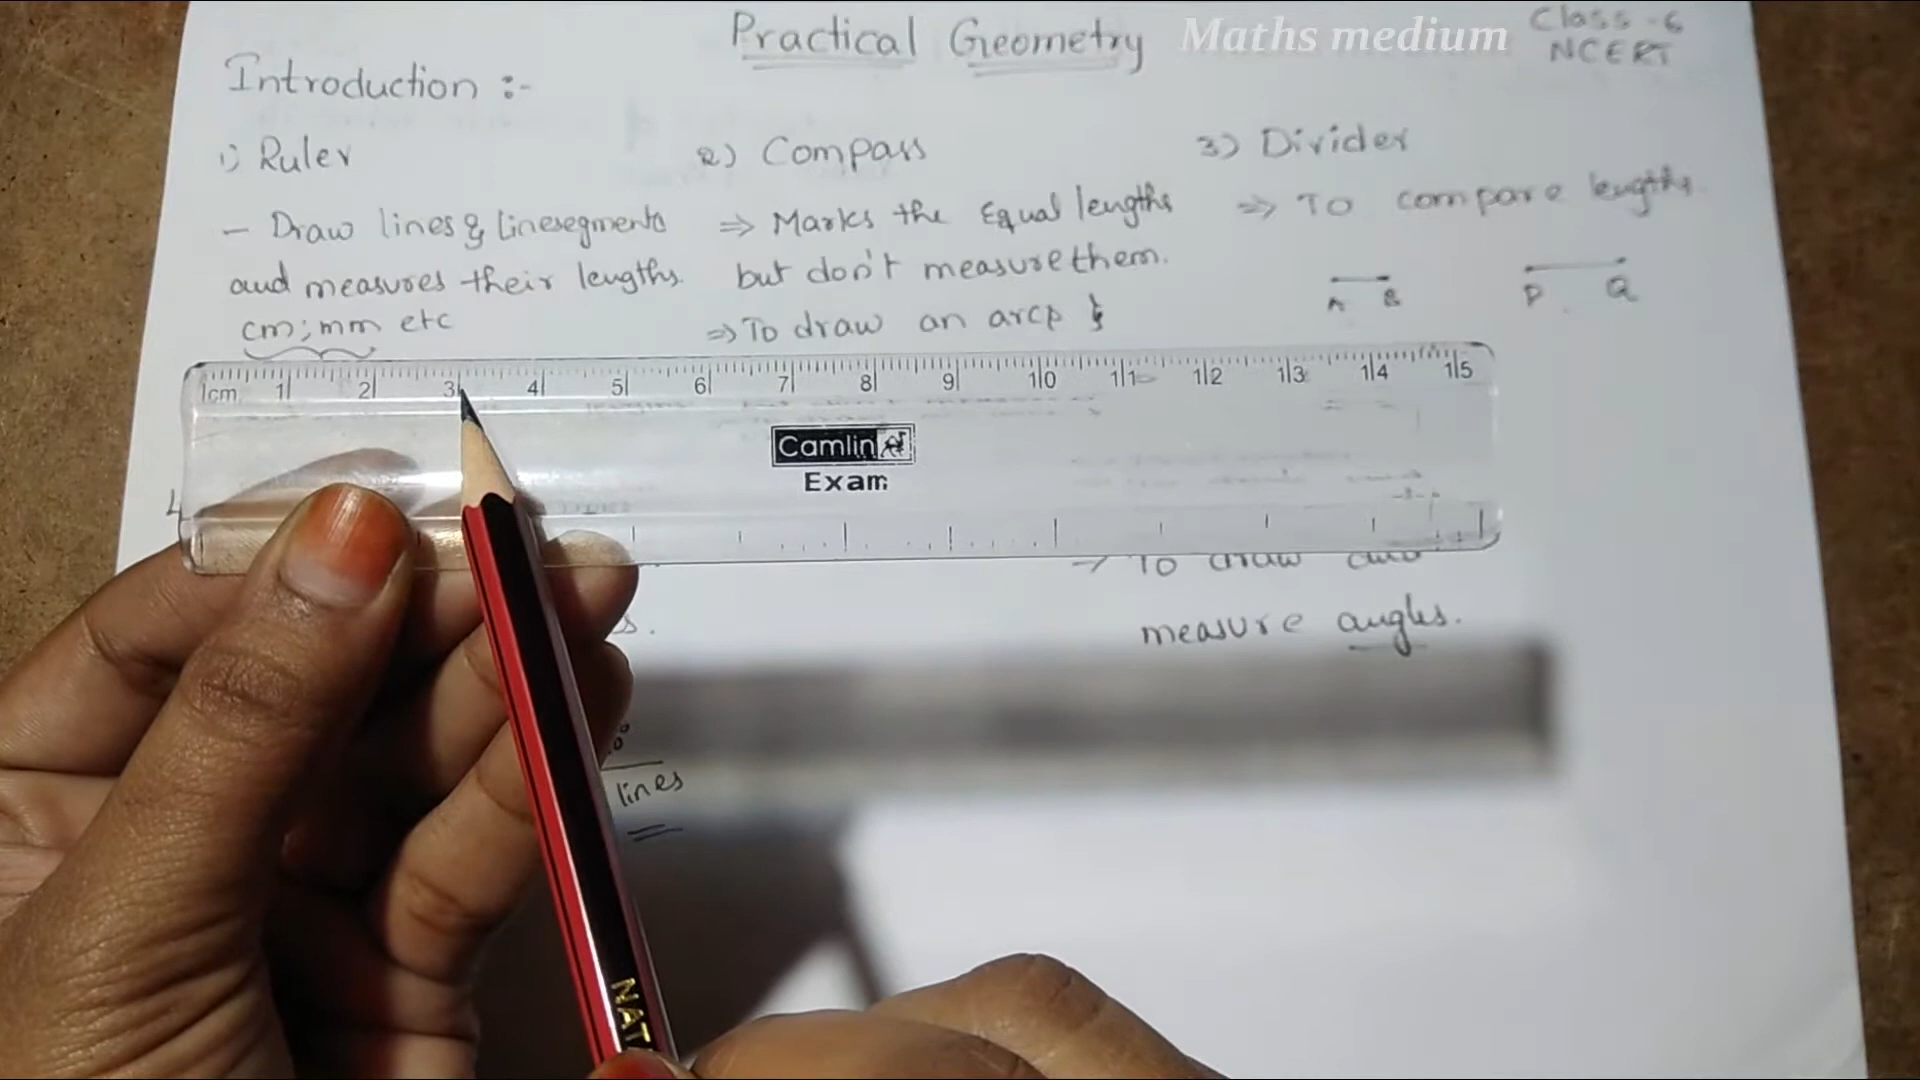 Practical Geometry
Maths medium
Class - 6
NCERT
Introduction :-
1) Ruler
- Draw lines & linesegments
and measures their lengths.
cm; mm etc
2) Compass
⇒ Marks the Equal lengths
but don't measure them.
⇒ To draw an
3) Divider
⇒ To compare lengths
P Q
cm 1 2 3 4 5 6 7 8 9 10 11 12 13 14 15
Camlin
Exam
→ To draw and
measure angles.
lines
NAT